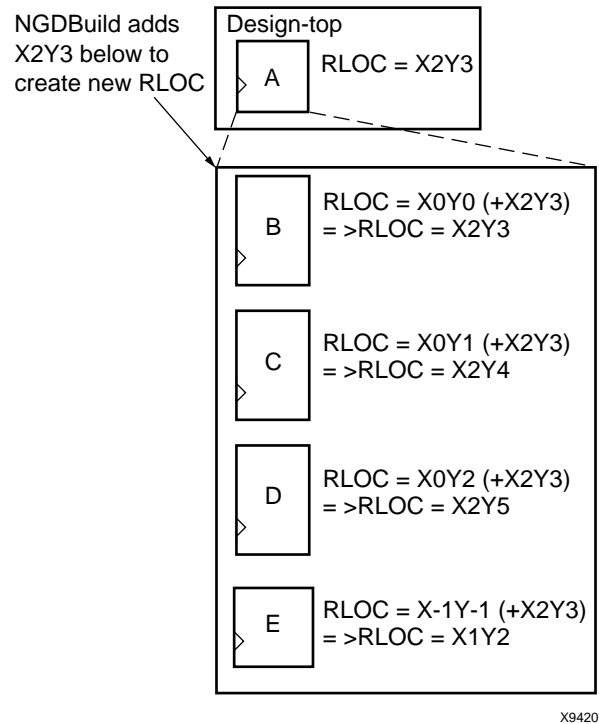 NGDBuild adds
X2Y3 below to
create new RLOC
Design-top
A
RLOC = X2Y3
B
RLOC = X0Y0 (+X2Y3)
= >RLOC = X2Y3
C
RLOC = X0Y1 (+X2Y3)
= >RLOC = X2Y4
D
RLOC = X0Y2 (+X2Y3)
= >RLOC = X2Y5
E
RLOC = X-1Y-1 (+X2Y3)
= >RLOC = X1Y2
X9420